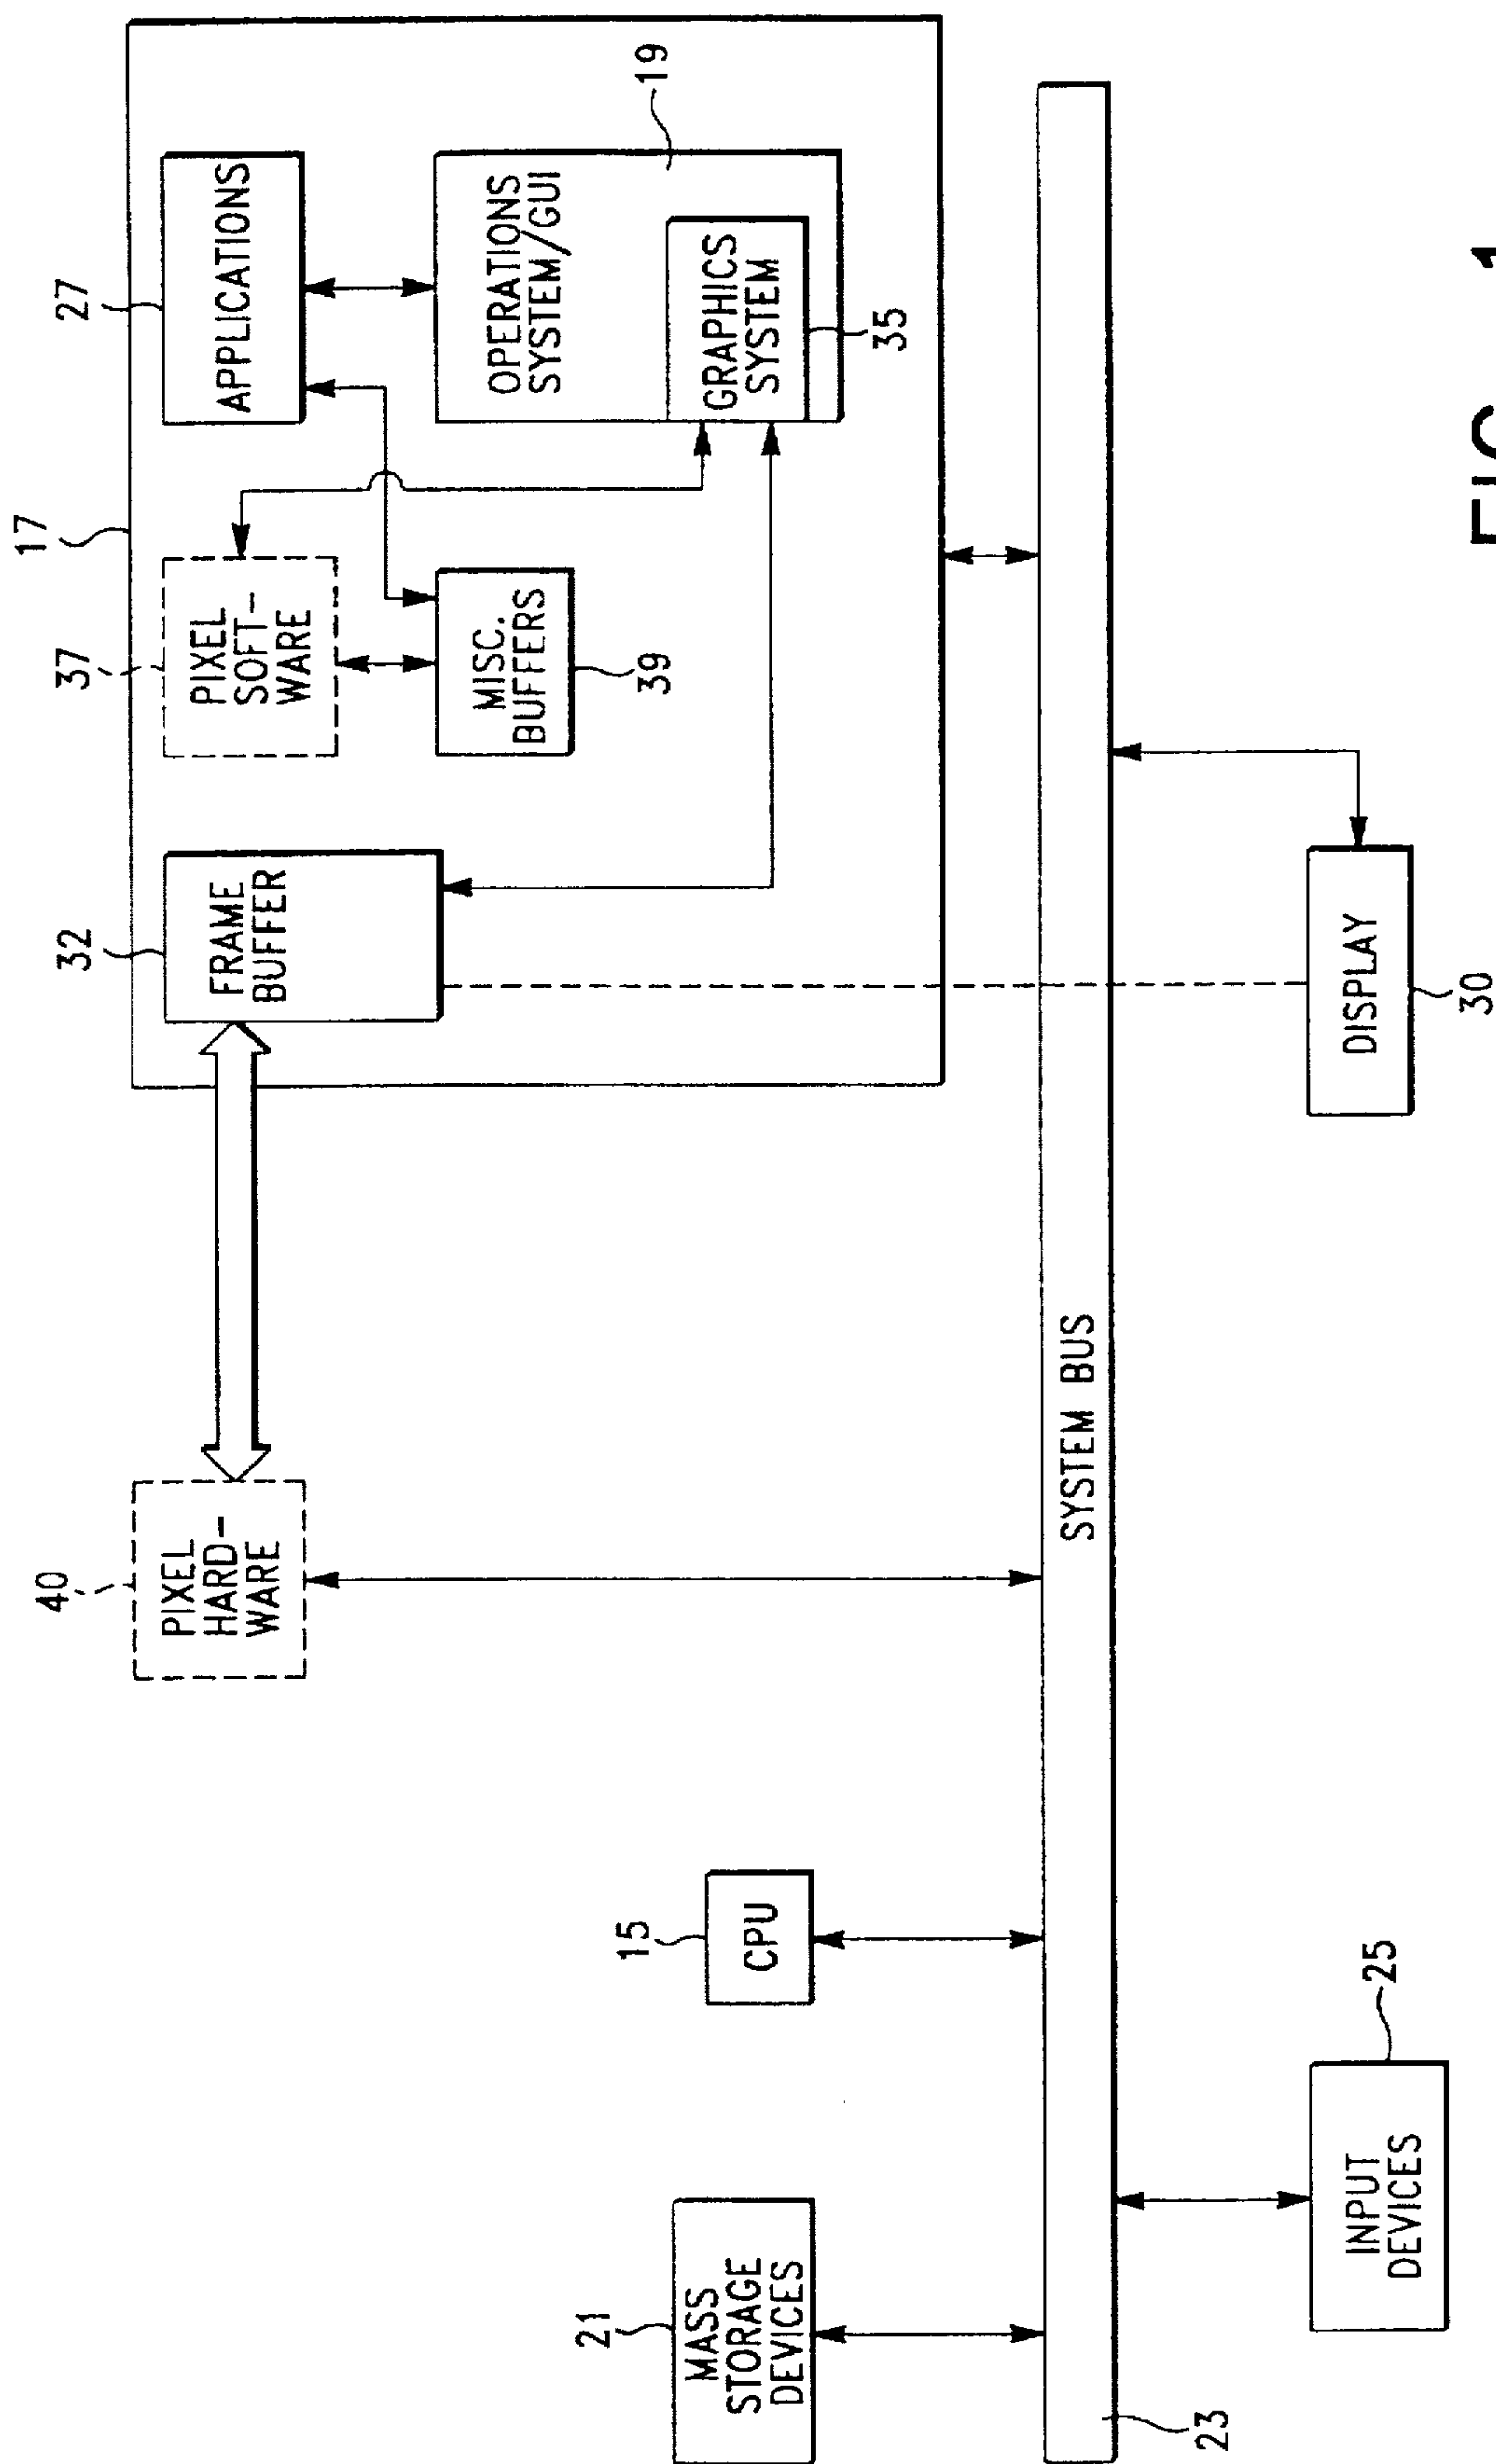 17
40
32
37
27
PIXEL
HARD-
WARE
FRAME
BUFFER
PIXEL
SOFT-
WARE
APPLICATIONS
MISC.
BUFFERS
39
OPERATIONS
SYSTEM/GUI
19
GRAPHICS
SYSTEM
35
21
MASS
STORAGE
DEVICES
15
CPU
SYSTEM BUS
23
INPUT
DEVICES
25
DISPLAY
30